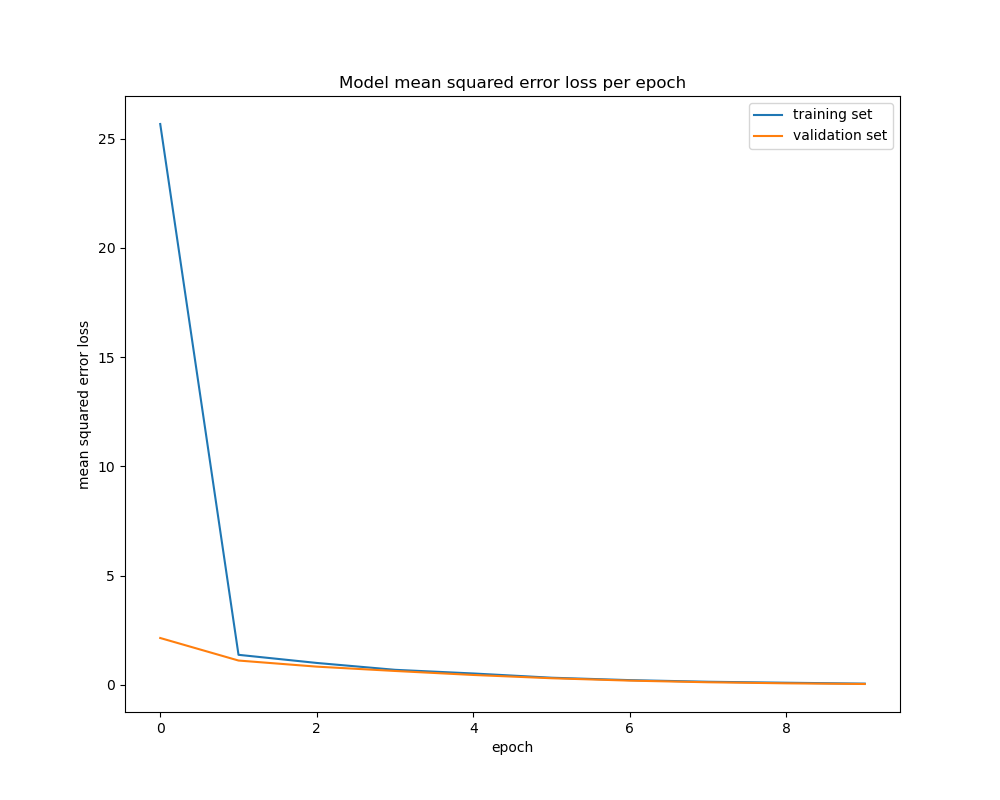 Model mean squared error loss per epoch
training set
validation set
mean squared error loss
25
20
15
10
5
0
0 2 4 6 8
epoch